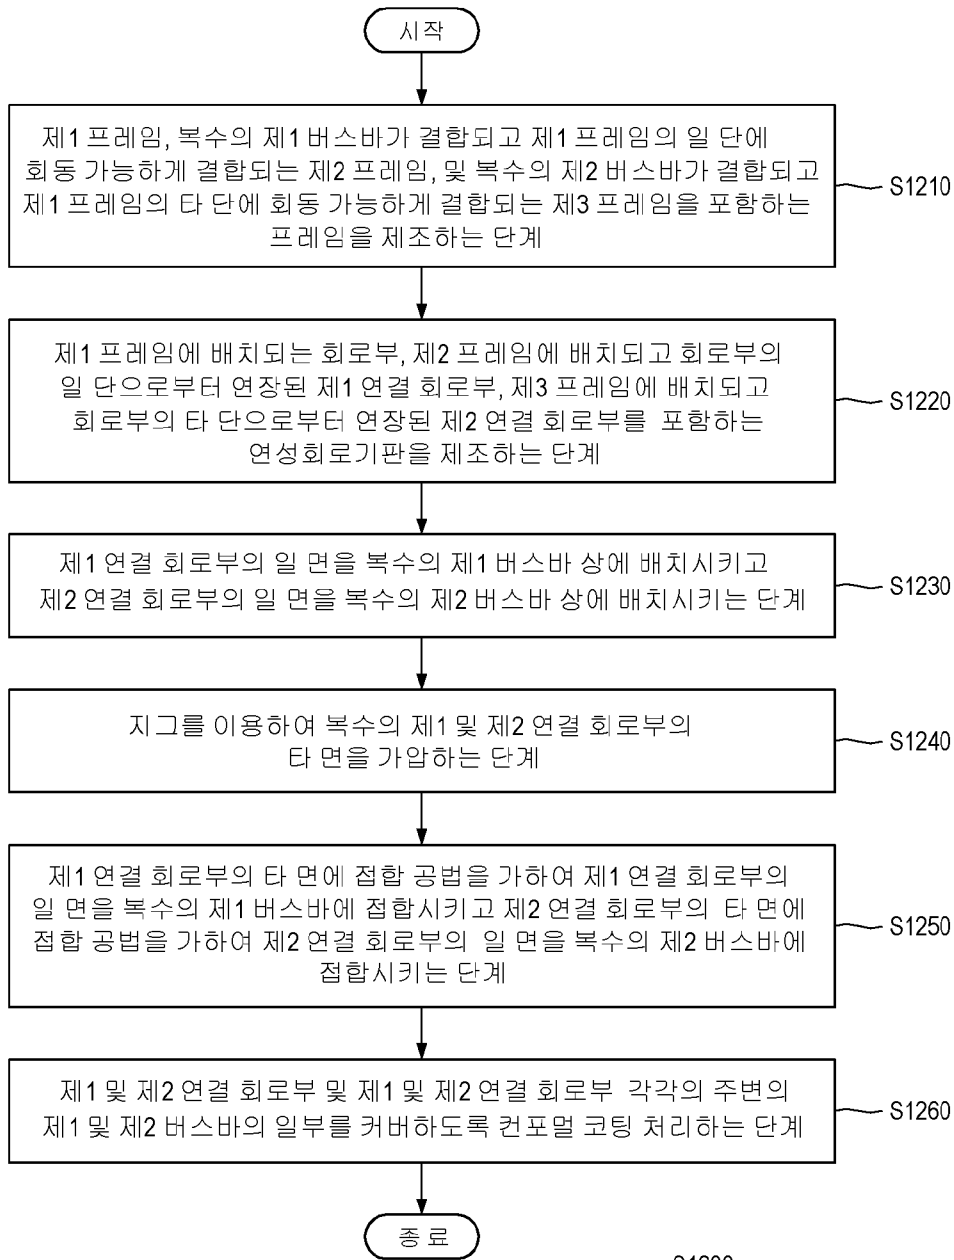 시작
제1 프레임, 복수의 제1 버스바가 결합되고 제1 프레임의 일 단에
회동 가능하게 결합되는 제2 프레임, 및 복수의 제2 버스바가 결합되고
제1 프레임의 타 단에 회동 가능하게 결합되는 제3 프레임을 포함하는
프레임을 제조하는 단계
S1210
제1 프레임에 배치되는 회로부, 제2 프레임에 배치되고 회로부의
일 단으로부터 연장된 제1 연결 회로부, 제3 프레임에 배치되고
회로부의 타 단으로부터 연장된 제2 연결 회로부를 포함하는
연성회로기판을 제조하는 단계
S1220
제1 연결 회로부의 일 면을 복수의 제1 버스바 상에 배치시키고
제2 연결 회로부의 일 면을 복수의 제2 버스바 상에 배치시키는 단계
S1230
지그를 이용하여 복수의 제1 및 제2 연결 회로부의
타 면을 가압하는 단계
S1240
제1 연결 회로부의 타 면에 접합 공법을 가하여 제1 연결 회로부의
일 면을 복수의 제1 버스바에 접합시키고 제2 연결 회로부의 타 면에
접합 공법을 가하여 제2 연결 회로부의 일 면을 복수의 제2 버스바에
접합시키는 단계
S1250
제1 및 제2 연결 회로부 및 제1 및 제2 연결 회로부 각각의 주변의
제1 및 제2 버스바의 일부를 커버하도록 컨포멀 코팅 처리하는 단계
S1260
종료